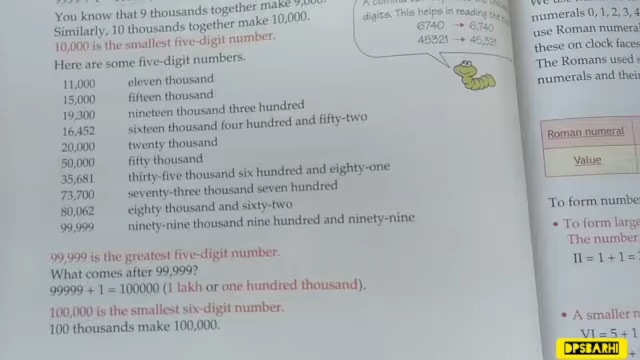 You know that 9 thousands together make 9,000.
Similarly, 10 thousands together make 10,000.
10,000 is the smallest five-digit number.
Here are some five-digit numbers.
11,000 eleven thousand
15,000 fifteen thousand
19,300 nineteen thousand three hundred
16,452 sixteen thousand four hundred and fifty-two
20,000 twenty thousand
50,000 fifty thousand
35,681 thirty-five thousand six hundred and eighty-one
73,700 seventy-three thousand seven hundred
80,062 eighty thousand and sixty-two
99,999 ninety-nine thousand nine hundred and ninety-nine
99,999 is the greatest five-digit number.
What comes after 99,999?
99999 + 1 = 100000 (1 lakh or one hundred thousand).
100,000 is the smallest six-digit number.
100 thousands make 100,000.
digits. This helps in reading the
6740 → 6,740
45321 → 45,321
numerals 0, 1, 2, 3, 4
use Roman numeral
these on clock faces
The Romans used s
numerals and their
Roman numeral
Value
To form numbe
• To form large
The number
II = 1 + 1 =
• A smaller n
VI = 5 + 1
DPSBARHI